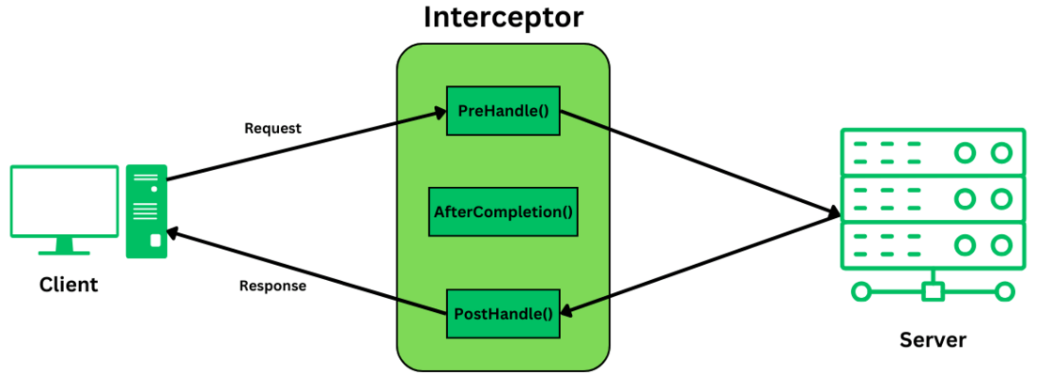 Interceptor
PreHandle()
Request
AfterCompletion()
Client
Response
PostHandle()
Server